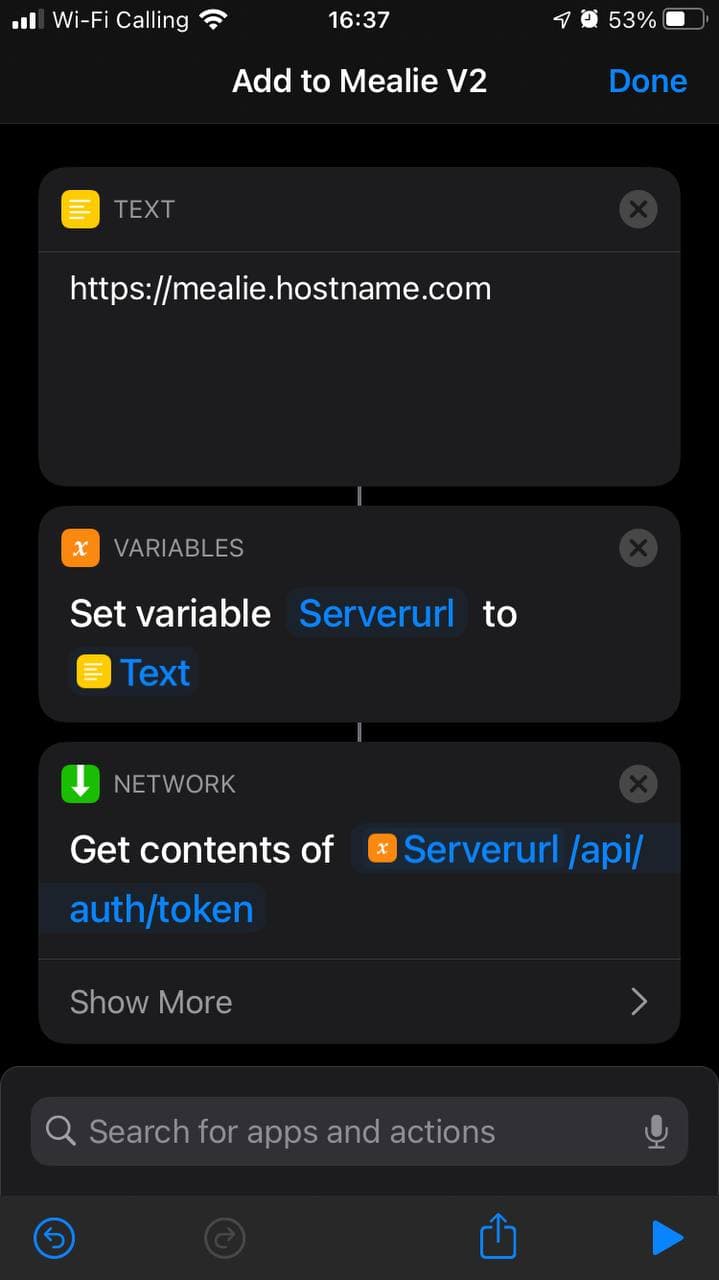 Wi-Fi Calling 16:37 53%
Add to Mealie V2 Done
TEXT
https://mealie.hostname.com
x VARIABLES
Set variable Serverurl to
Text
NETWORK
Get contents of x Serverurl /api/
auth/token
Show More
Search for apps and actions